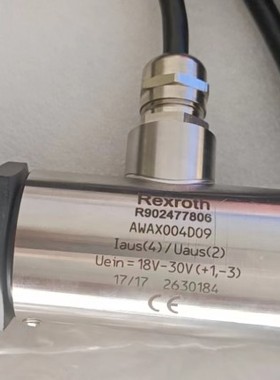 Rexroth
R902477806
AWAX004D09
Iaus(4)/Uaus(2)
Uein = 18V-30V(+1,-3)
17/17 2630184
CE